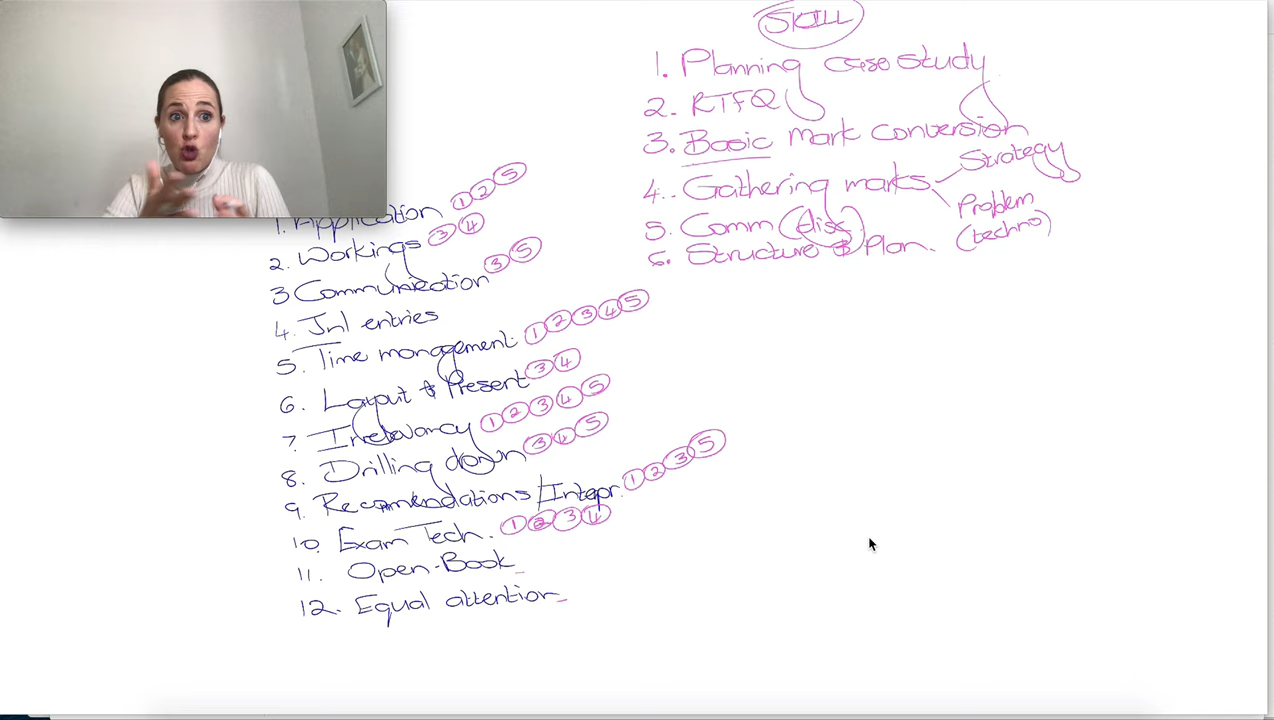 SKILL
1. Planning case study
2. RTFQ
3. Basic mark conversion
4. Gathering marks
Strategy
Problem
(techno)
5. Comm (disc)
6. Structure & Plan.
1. Application ① ② ⑤
2. Workings ③ ④
3 Communication ③ ⑤
4. Jnl entries
5. Time management ① ② ③ ④ ⑤
6. Layout & Present ③ ④
7. Irrelevancy ① ② ③ ④ ⑤
8. Drilling down ③ ④ ⑤
9. Recomendations/Intepr. ① ② ③ ⑤
10. Exam Tech. ① ② ③ ④
11. Open-Book
12. Equal attention